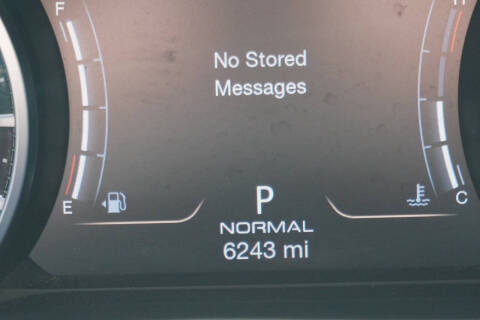 F
H
No Stored
Messages
E
C
P
NORMAL
6243 mi